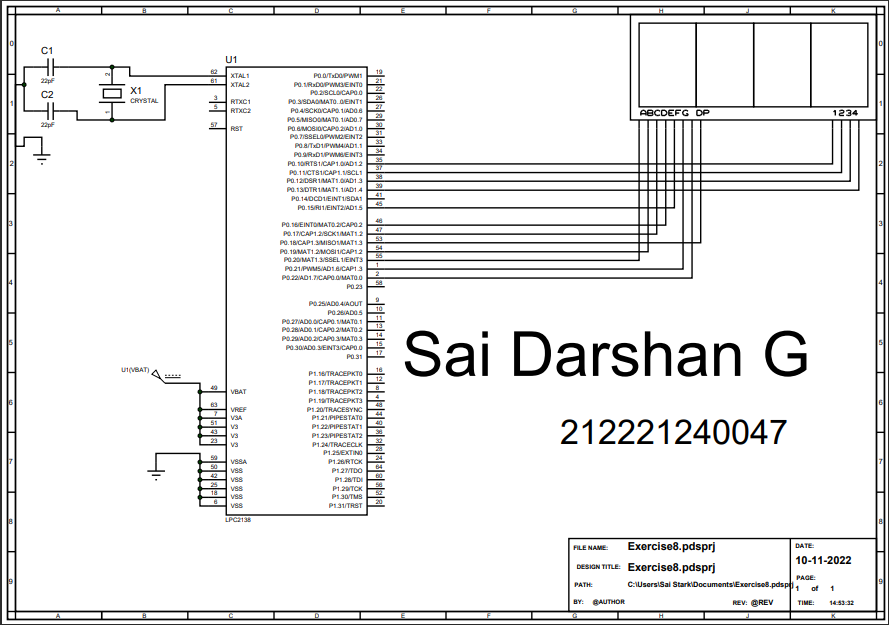 A B C D E F G H J K
0 0
C1
22pF
C2
22pF
2
1
X1
CRYSTAL
U1
62 XTAL1
61 XTAL2
3 RTXC1
5 RTXC2
57 RST
P0.0/TxD0/PWM1 19
P0.1/RxD0/PWM3/EINT0 21
P0.2/SCL0/CAP0.0 22
P0.3/SDA0/MAT0..0/EINT1 26
P0.4/SCK0/CAP0.1/AD0.6 27
P0.5/MISO0/MAT0.1/AD0.7 29
P0.6/MOSI0/CAP0.2/AD1.0 30
P0.7/SSEL0/PWM2/EINT2 31
P0.8/TxD1/PWM4/AD1.1 33
P0.9/RxD1/PWM6/EINT3 34
P0.10/RTS1/CAP1.0/AD1.2 35
P0.11/CTS1/CAP1.1/SCL1 37
P0.12/DSR1/MAT1.0/AD1.3 38
P0.13/DTR1/MAT1.1/AD1.4 39
P0.14/DCD1/EINT1/SDA1 41
P0.15/RI1/EINT2/AD1.5 45
P0.16/EINT0/MAT0.2/CAP0.2 46
P0.17/CAP1.2/SCK1/MAT1.2 47
P0.18/CAP1.3/MISO1/MAT1.3 53
P0.19/MAT1.2/MOSI1/CAP1.2 54
P0.20/MAT1.3/SSEL1/EINT3 55
P0.21/PWM5/AD1.6/CAP1.3 1
P0.22/AD1.7/CAP0.0/MAT0.0 2
P0.23 58
P0.25/AD0.4/AOUT 9
P0.26/AD0.5 10
P0.27/AD0.0/CAP0.1/MAT0.1 11
P0.28/AD0.1/CAP0.2/MAT0.2 13
P0.29/AD0.2/CAP0.3/MAT0.3 14
P0.30/AD0.3/EINT3/CAP0.0 15
P0.31 17
P1.16/TRACEPKT0 16
P1.17/TRACEPKT1 12
P1.18/TRACEPKT2 8
P1.19/TRACEPKT3 4
P1.20/TRACESYNC 48
P1.21/PIPESTAT0 44
P1.22/PIPESTAT1 40
P1.23/PIPESTAT2 36
P1.24/TRACECLK 32
P1.25/EXTIN0 28
P1.26/RTCK 24
P1.27/TDO 64
P1.28/TDI 60
P1.29/TCK 56
P1.30/TMS 52
P1.31/TRST 20
U1(VBAT)
49 VBAT
63 VREF
7 V3A
51 V3
43 V3
23 V3
59 VSSA
50 VSS
42 VSS
25 VSS
18 VSS
6 VSS
LPC2138
ABCDEFG DP
1234
1 1
2 2
3 3
4 4
5 5
6 6
7 7
8 8
9 9
Sai Darshan G
212221240047
FILE NAME: Exercise8.pdsprj
DESIGN TITLE: Exercise8.pdsprj
PATH: C:\Users\Sai Stark\Documents\Exercise8.pdsprj
BY: @AUTHOR
REV: @REV
DATE:
10-11-2022
PAGE:
1 of 1
TIME: 14:53:32
A B C D E F G H J K